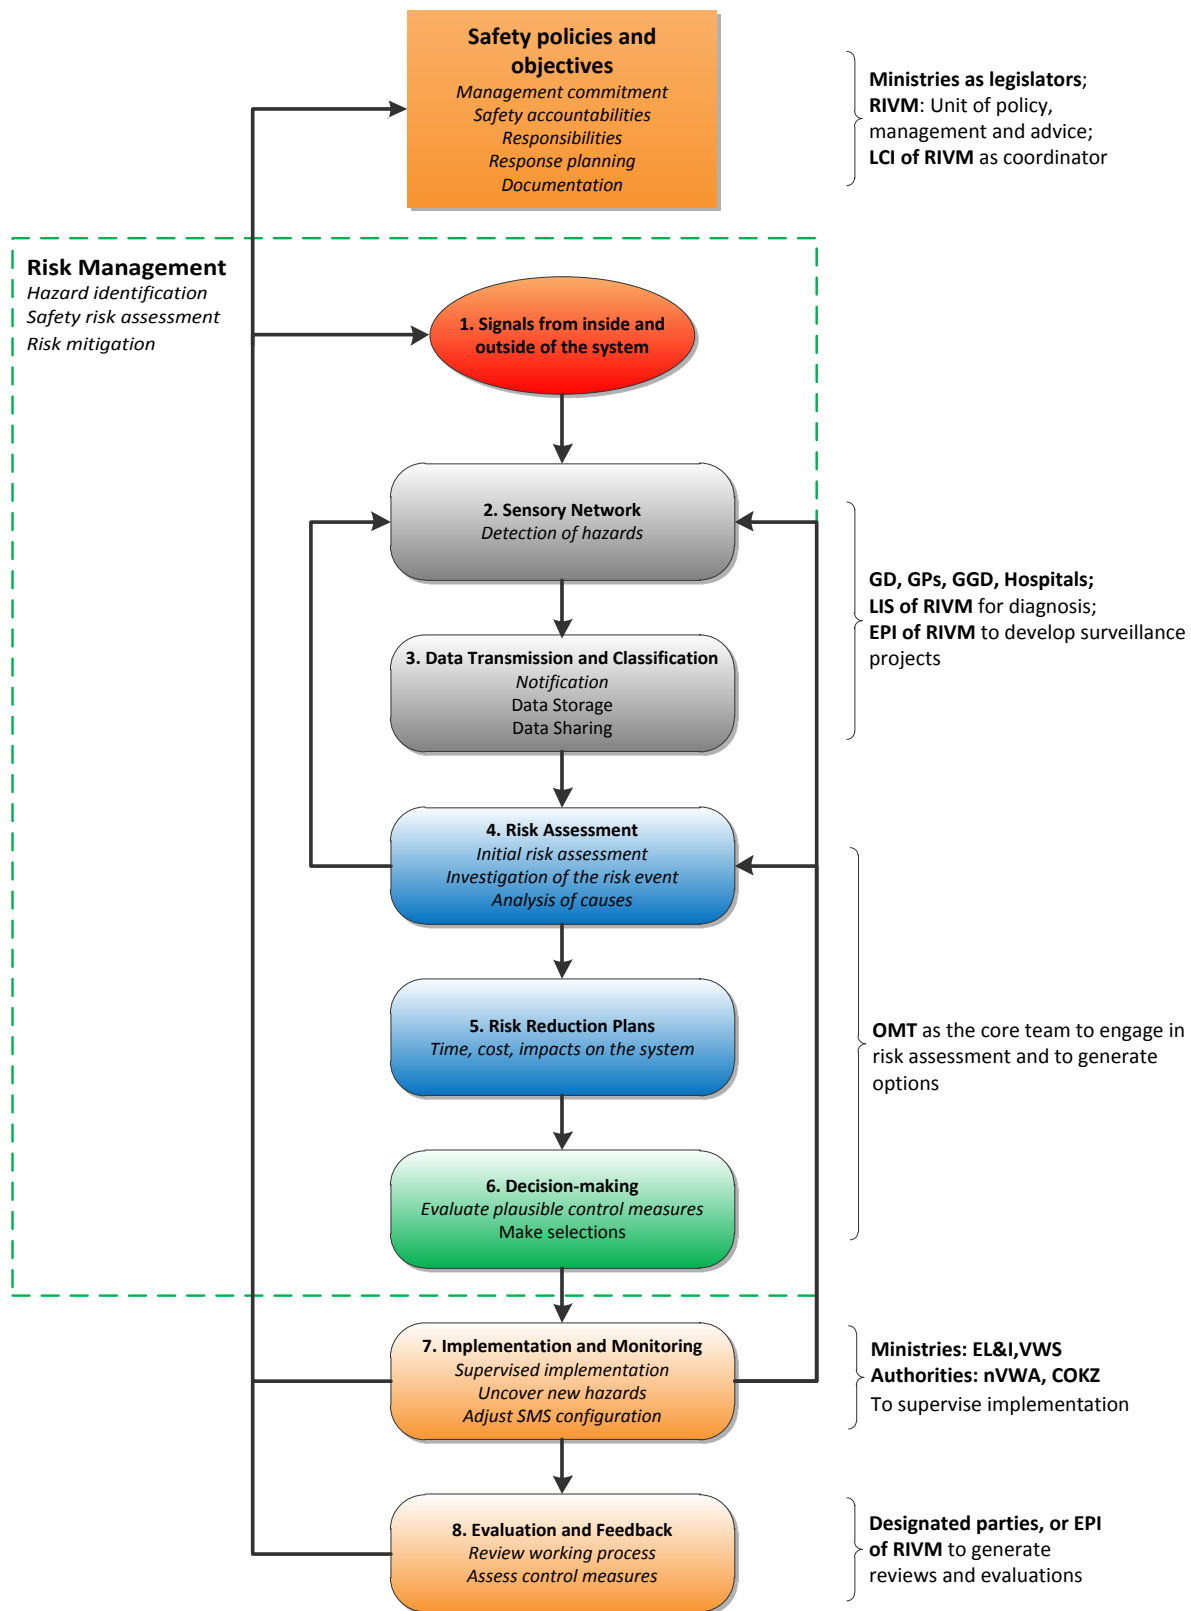 Safety policies and
objectives
Management commitment
Safety accountabilities
Responsibilities
Response planning
Documentation
Ministries as legislators;
RIVM: Unit of policy,
management and advice;
LCI of RIVM as coordinator
Risk Management
Hazard identification
Safety risk assessment
Risk mitigation
1. Signals from inside and
outside of the system
2. Sensory Network
Detection of hazards
3. Data Transmission and Classification
Notification
Data Storage
Data Sharing
GD, GPs, GGD, Hospitals;
LIS of RIVM for diagnosis;
EPI of RIVM to develop surveillance
projects
4. Risk Assessment
Initial risk assessment
Investigation of the risk event
Analysis of causes
5. Risk Reduction Plans
Time, cost, impacts on the system
6. Decision-making
Evaluate plausible control measures
Make selections
OMT as the core team to engage in
risk assessment and to generate
options
7. Implementation and Monitoring
Supervised implementation
Uncover new hazards
Adjust SMS configuration
Ministries: EL&I,VWS
Authorities: nVWA, COKZ
To supervise implementation
8. Evaluation and Feedback
Review working process
Assess control measures
Designated parties, or EPI
of RIVM to generate
reviews and evaluations